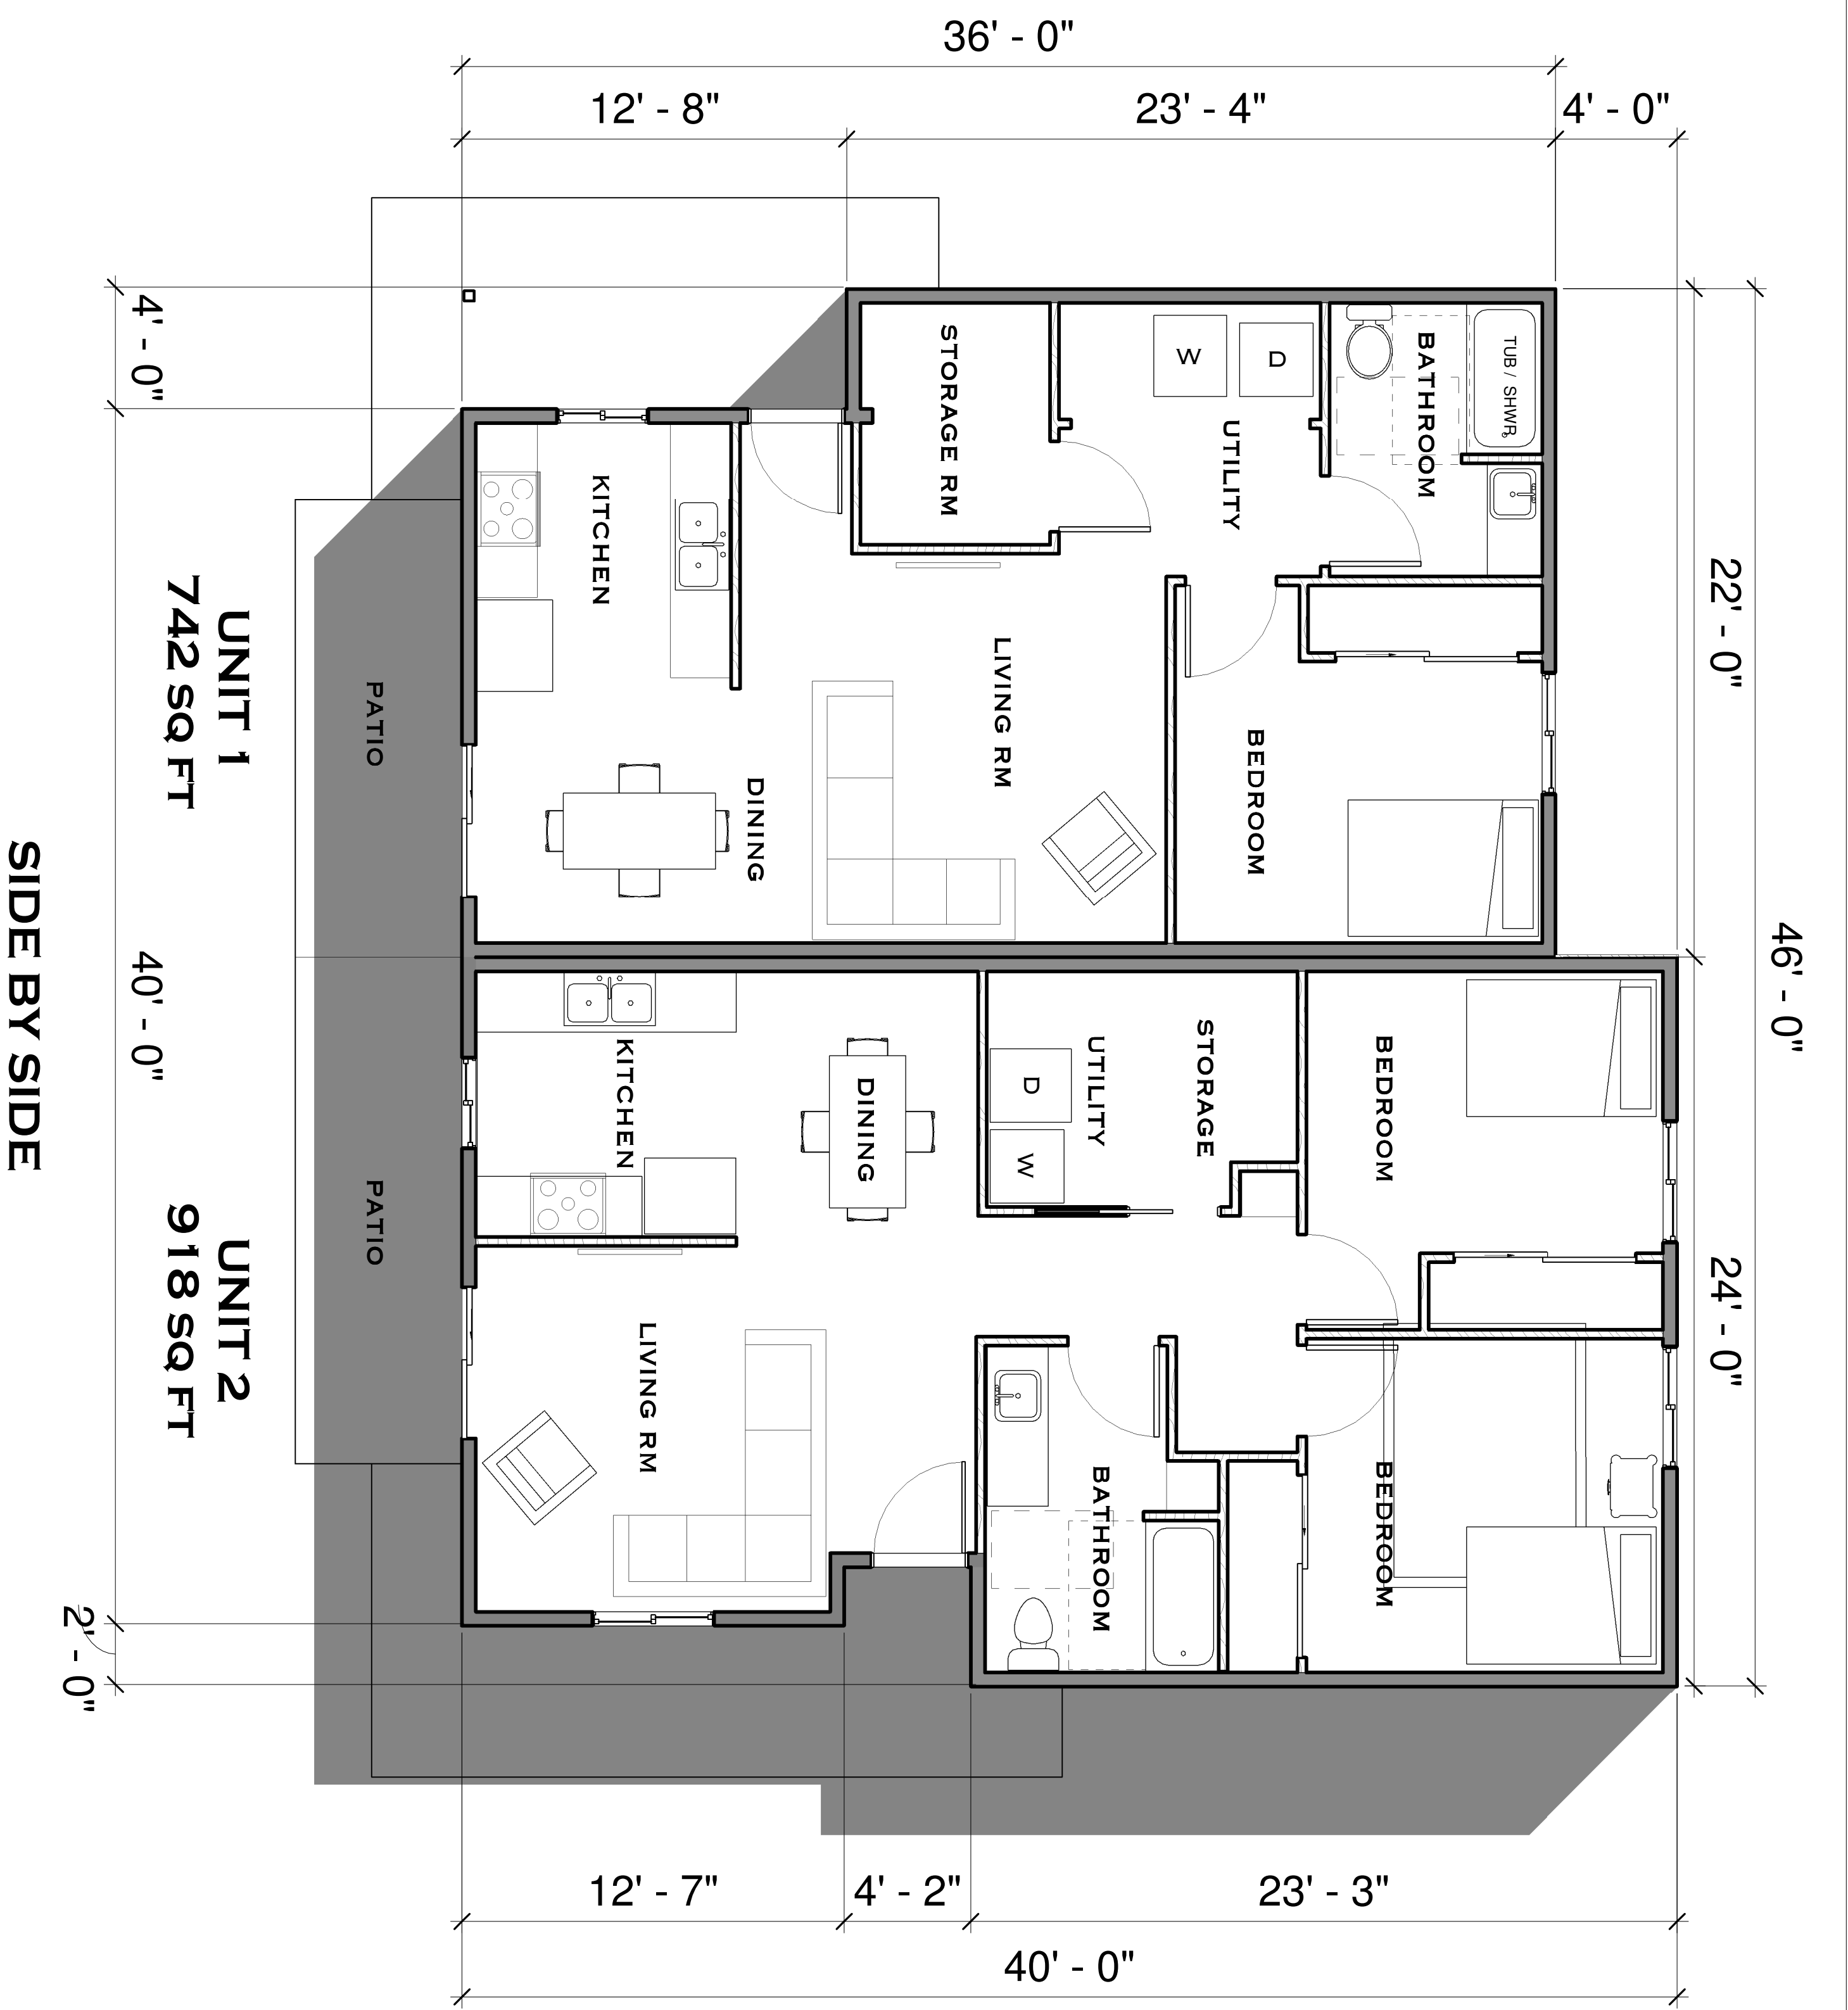 36' - 0"
12' - 8"
23' - 4"
4' - 0"
4' - 0"
22' - 0"
46' - 0"
40' - 0"
24' - 0"
2' - 0"
STORAGE RM
W
D
UTILITY
BATHROOM
TUB / SHWR
KITCHEN
LIVING RM
DINING
BEDROOM
PATIO
UNIT 1
742 SQ FT
KITCHEN
DINING
D
W
UTILITY
STORAGE
BEDROOM
LIVING RM
BATHROOM
BEDROOM
PATIO
UNIT 2
918 SQ FT
SIDE BY SIDE
12' - 7"
4' - 2"
23' - 3"
40' - 0"